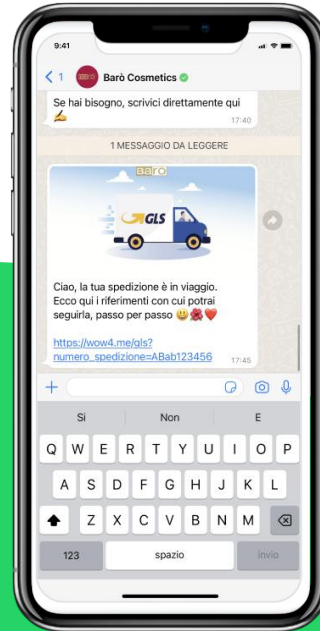 9:41
1
BARÒ
Barò Cosmetics
Se hai bisogno, scrivici direttamente qui
✍️
17:40
1 MESSAGGIO DA LEGGERE
BARO
GLS
Ciao, la tua spedizione è in viaggio.
Ecco qui i riferimenti con cui potrai
seguirla, passo per passo 😃🌺❤️
https://wow4.me/gls?
numero_spedizione=ABab123456
17:45
Si Non E
Q W E R T Y U I O P
A S D F G H J K L
Z X C V B N M
123 spazio invio